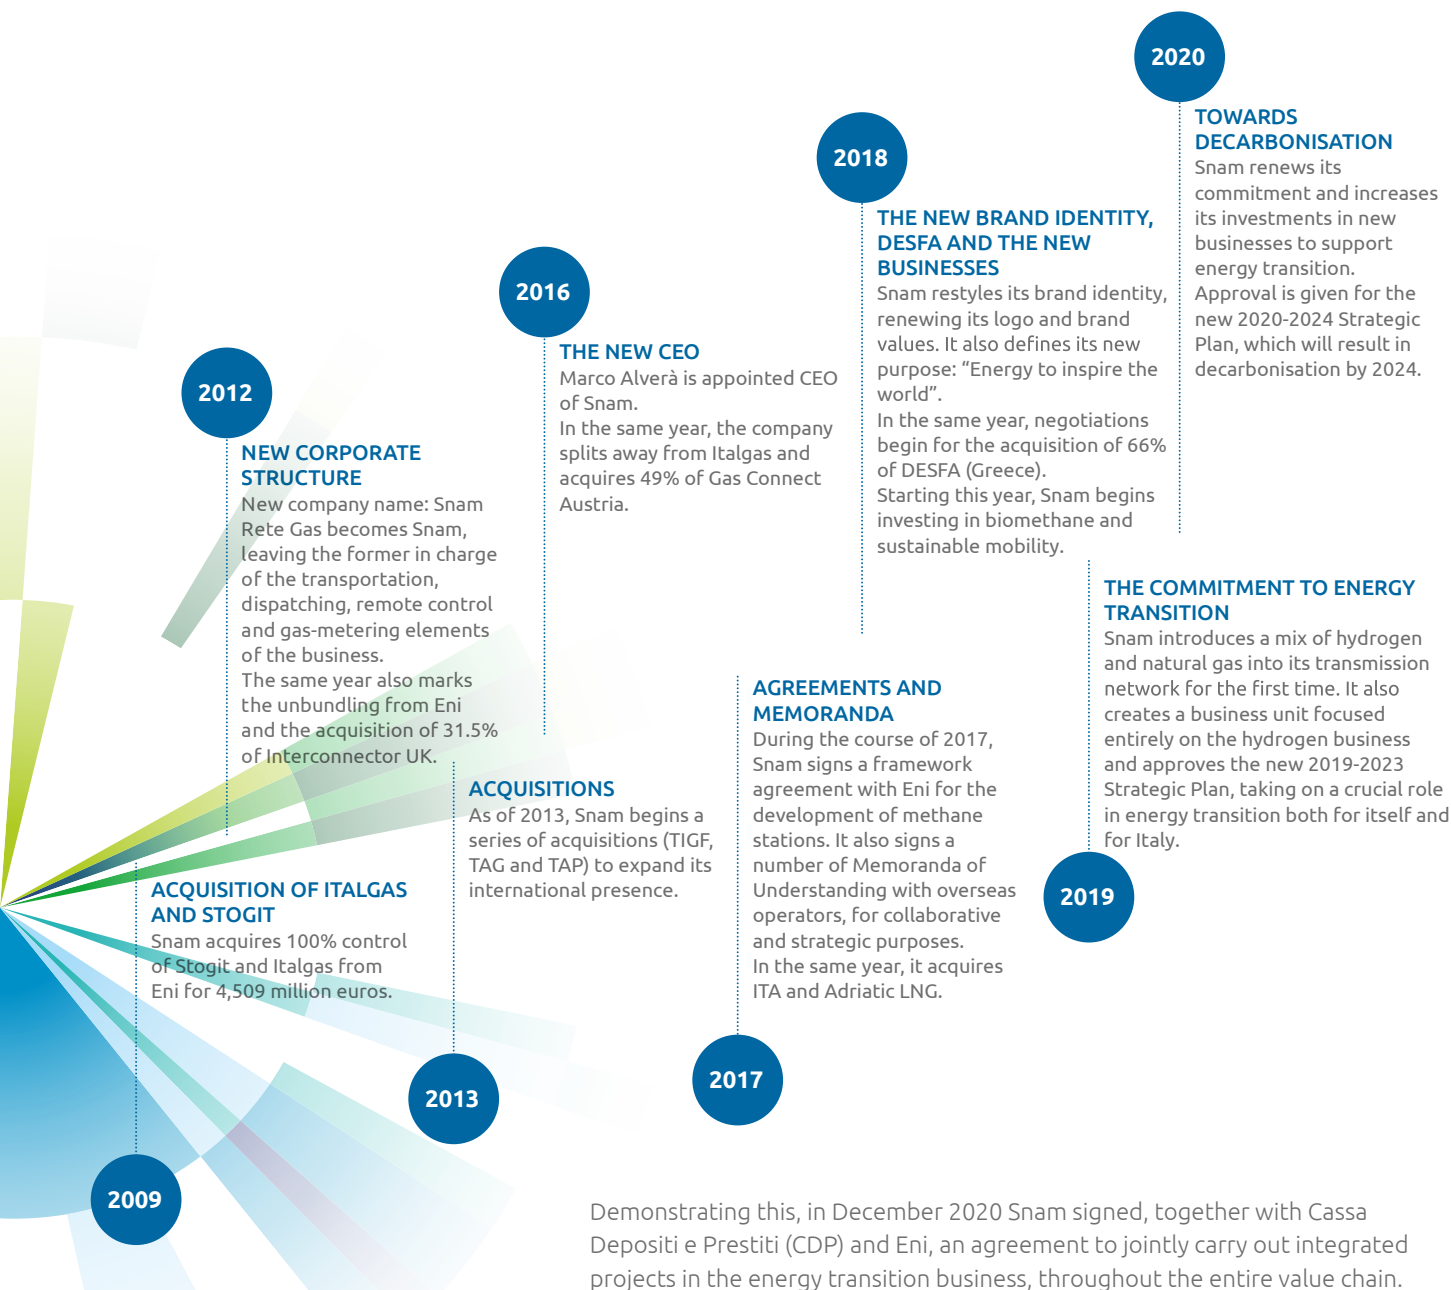 2020
TOWARDS
DECARBONISATION
Snam renews its
commitment and increases
its investments in new
businesses to support
energy transition.
Approval is given for the
new 2020-2024 Strategic
Plan, which will result in
decarbonisation by 2024.
2018
THE NEW BRAND IDENTITY,
DESFA AND THE NEW
BUSINESSES
Snam restyles its brand identity,
renewing its logo and brand
values. It also defines its new
purpose: “Energy to inspire the
world”.
In the same year, negotiations
begin for the acquisition of 66%
of DESFA (Greece).
Starting this year, Snam begins
investing in biomethane and
sustainable mobility.
2016
THE NEW CEO
Marco Alverà is appointed CEO
of Snam.
In the same year, the company
splits away from Italgas and
acquires 49% of Gas Connect
Austria.
2012
NEW CORPORATE
STRUCTURE
New company name: Snam
Rete Gas becomes Snam,
leaving the former in charge
of the transportation,
dispatching, remote control
and gas-metering elements
of the business.
The same year also marks
the unbundling from Eni
and the acquisition of 31.5%
of Interconnector UK.
THE COMMITMENT TO ENERGY
TRANSITION
Snam introduces a mix of hydrogen
and natural gas into its transmission
network for the first time. It also
creates a business unit focused
entirely on the hydrogen business
and approves the new 2019-2023
Strategic Plan, taking on a crucial role
in energy transition both for itself and
for Italy.
2019
AGREEMENTS AND
MEMORANDA
During the course of 2017,
Snam signs a framework
agreement with Eni for the
development of methane
stations. It also signs a
number of Memoranda of
Understanding with overseas
operators, for collaborative
and strategic purposes.
In the same year, it acquires
ITA and Adriatic LNG.
2017
ACQUISITIONS
As of 2013, Snam begins a
series of acquisitions (TIGF,
TAG and TAP) to expand its
international presence.
2013
ACQUISITION OF ITALGAS
AND STOGIT
Snam acquires 100% control
of Stogit and Italgas from
Eni for 4,509 million euros.
2009
Demonstrating this, in December 2020 Snam signed, together with Cassa
Depositi e Prestiti (CDP) and Eni, an agreement to jointly carry out integrated
projects in the energy transition business, throughout the entire value chain.